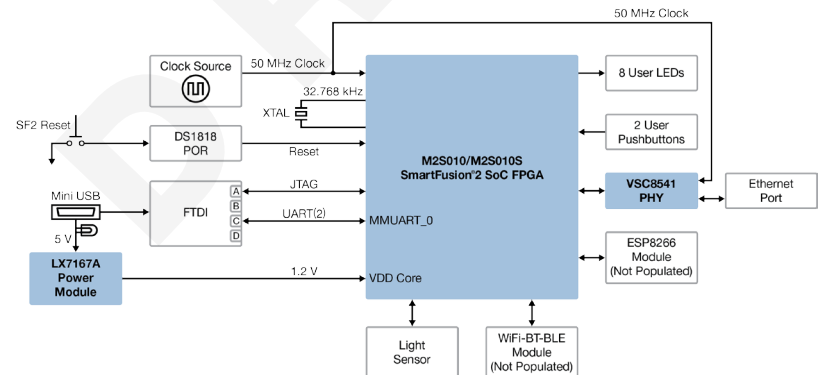 50 MHz Clock
Clock Source
50 MHz Clock
8 User LEDs
32.768 kHz
XTAL
SF2 Reset
DS1818
POR
Reset
2 User
Pushbuttons
M2S010/M2S010S
SmartFusion®2 SoC FPGA
Mini USB
FTDI
A
B
C
D
JTAG
UART(2)
MMUART_0
VSC8541
PHY
Ethernet
Port
5 V
LX7167A
Power
Module
1.2 V
VDD Core
ESP8266
Module
(Not Populated)
Light
Sensor
WiFi-BT-BLE
Module
(Not Populated)